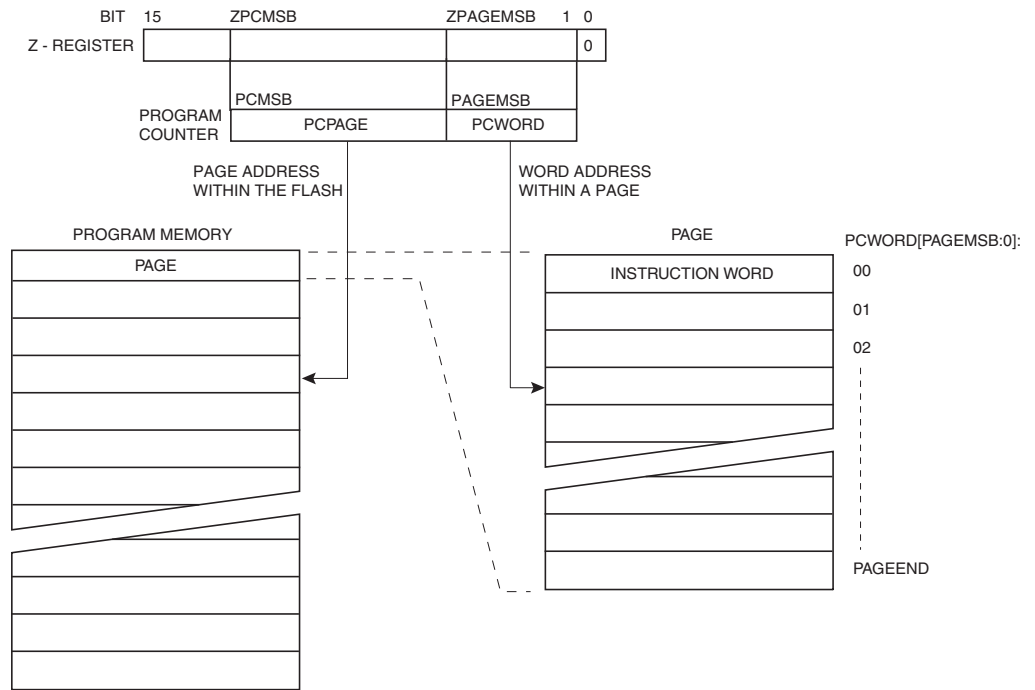 BIT 15 ZPCMSB ZPAGEMSB 1 0
Z - REGISTER 0
PCMSB PAGEMSB
PROGRAM
COUNTER
PCPAGE PCWORD
PAGE ADDRESS
WITHIN THE FLASH
WORD ADDRESS
WITHIN A PAGE
PROGRAM MEMORY
PAGE
PAGE
PCWORD[PAGEMSB:0]:
INSTRUCTION WORD
00
01
02
PAGEEND